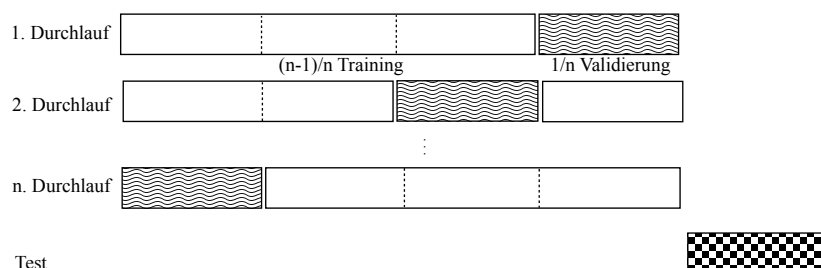 1. Durchlauf
(n-1)/n Training
1/n Validierung
2. Durchlauf
n. Durchlauf
Test